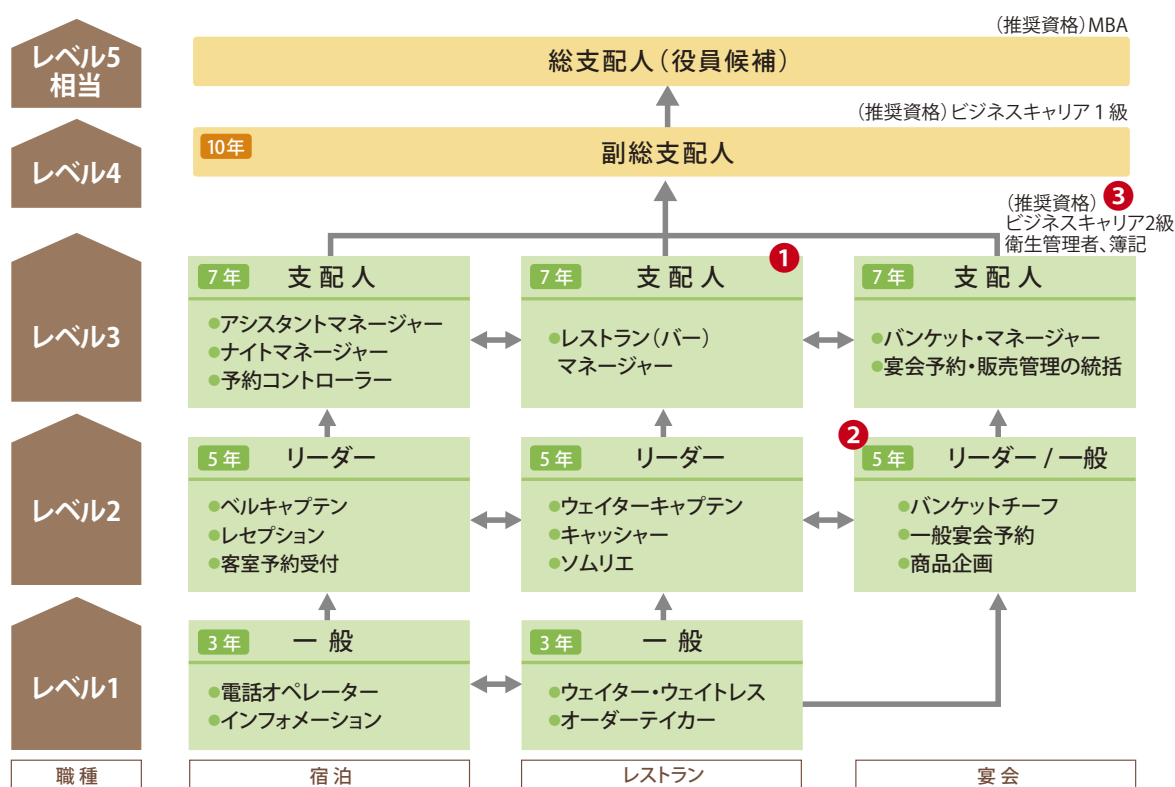 (推奨資格)MBA
レベル5
相当
総支配人(役員候補)
(推奨資格)ビジネスキャリア1級
レベル4
10年
副総支配人
(推奨資格) ❸
ビジネスキャリア2級
衛生管理者、簿記
レベル3
7年 支配人
●アシスタントマネージャー
●ナイトマネージャー
●予約コントローラー
❶
7年 支配人
●レストラン(バー)
マネージャー
7年 支配人
●バンケット・マネージャー
●宴会予約・販売管理の統括
レベル2
5年 リーダー
●ベルキャプテン
●レセプション
●客室予約受付
5年 リーダー
●ウェイターキャプテン
●キャッシャー
●ソムリエ
❷
5年 リーダー / 一般
●バンケットチーフ
●一般宴会予約
●商品企画
レベル1
3年 一般
●電話オペレーター
●インフォメーション
3年 一般
●ウェイター・ウェイトレス
●オーダーテイカー
職種
宿泊
レストラン
宴会